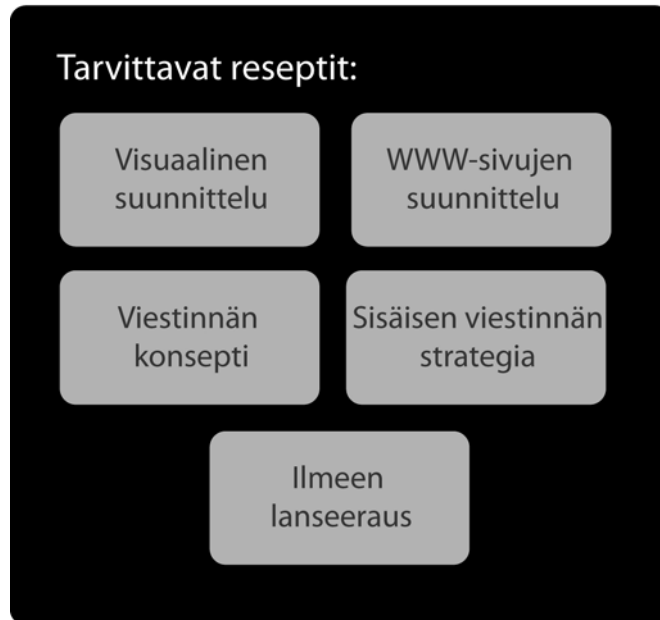 Tarvittavat reseptit:
Visuaalinen
suunnittelu
WWW-sivujen
suunnittelu
Viestinnän
konsepti
Sisäisen viestinnän
strategia
Ilmeen
lanseeraus